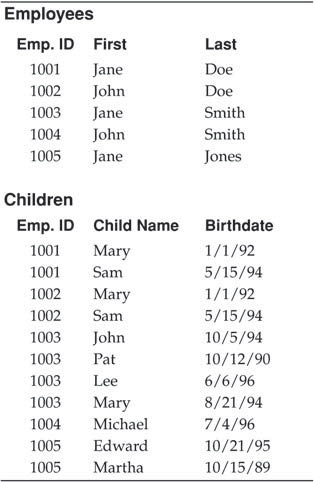 Employees
Emp. ID First Last
1001 Jane Doe
1002 John Doe
1003 Jane Smith
1004 John Smith
1005 Jane Jones
Children
Emp. ID Child Name Birthdate
1001 Mary 1/1/92
1001 Sam 5/15/94
1002 Mary 1/1/92
1002 Sam 5/15/94
1003 John 10/5/94
1003 Pat 10/12/90
1003 Lee 6/6/96
1003 Mary 8/21/94
1004 Michael 7/4/96
1005 Edward 10/21/95
1005 Martha 10/15/89